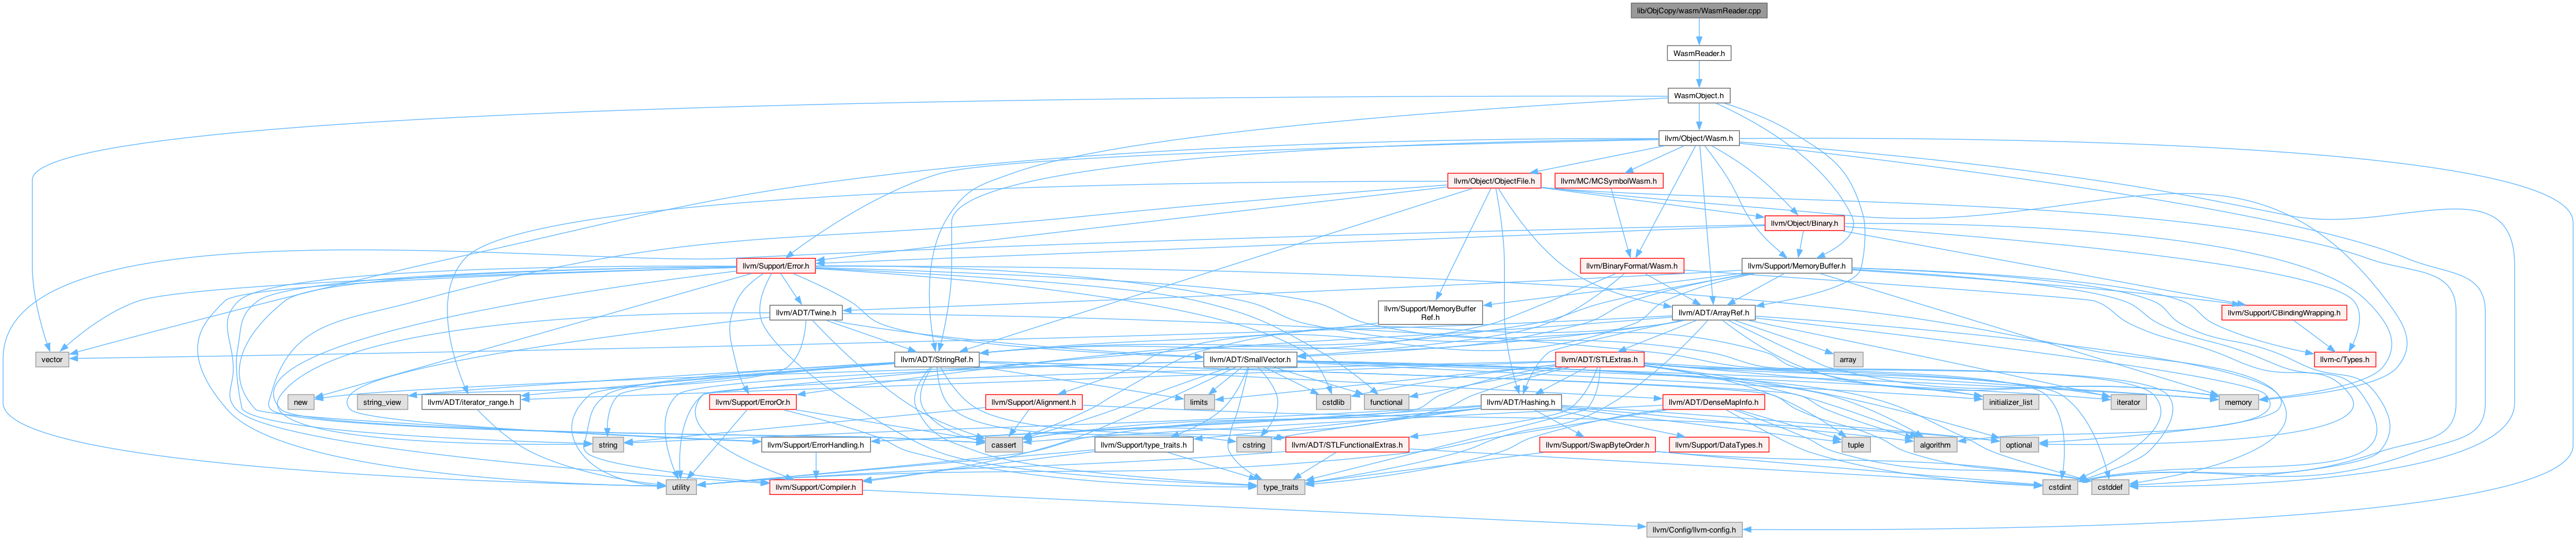 lib/ObjCopy/wasm/WasmReader.cpp
WasmReader.h
WasmObject.h
llvm/Object/Wasm.h
llvm/Object/ObjectFile.h
llvm/MC/MCSymbolWasm.h
llvm/Object/Binary.h
llvm/Support/Error.h
llvm/BinaryFormat/Wasm.h
llvm/Support/MemoryBuffer.h
llvm/ADT/Twine.h
llvm/Support/MemoryBuffer
Ref.h
llvm/ADT/ArrayRef.h
llvm/Support/CBindingWrapping.h
vector
llvm/ADT/StringRef.h
llvm/ADT/SmallVector.h
llvm/ADT/STLExtras.h
array
llvm-c/Types.h
new
string_view
llvm/ADT/iterator_range.h
llvm/Support/ErrorOr.h
llvm/Support/Alignment.h
limits
cstdlib
functional
llvm/ADT/Hashing.h
llvm/ADT/DenseMapInfo.h
initializer_list
iterator
memory
string
llvm/Support/ErrorHandling.h
cassert
llvm/Support/type_traits.h
cstring
llvm/ADT/STLFunctionalExtras.h
llvm/Support/SwapByteOrder.h
llvm/Support/DataTypes.h
tuple
algorithm
optional
utility
llvm/Support/Compiler.h
type_traits
cstdint
cstddef
llvm/Config/llvm-config.h